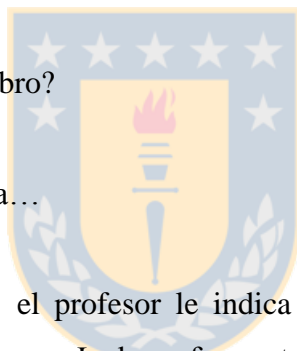 bro?
a…
el profesor le indica